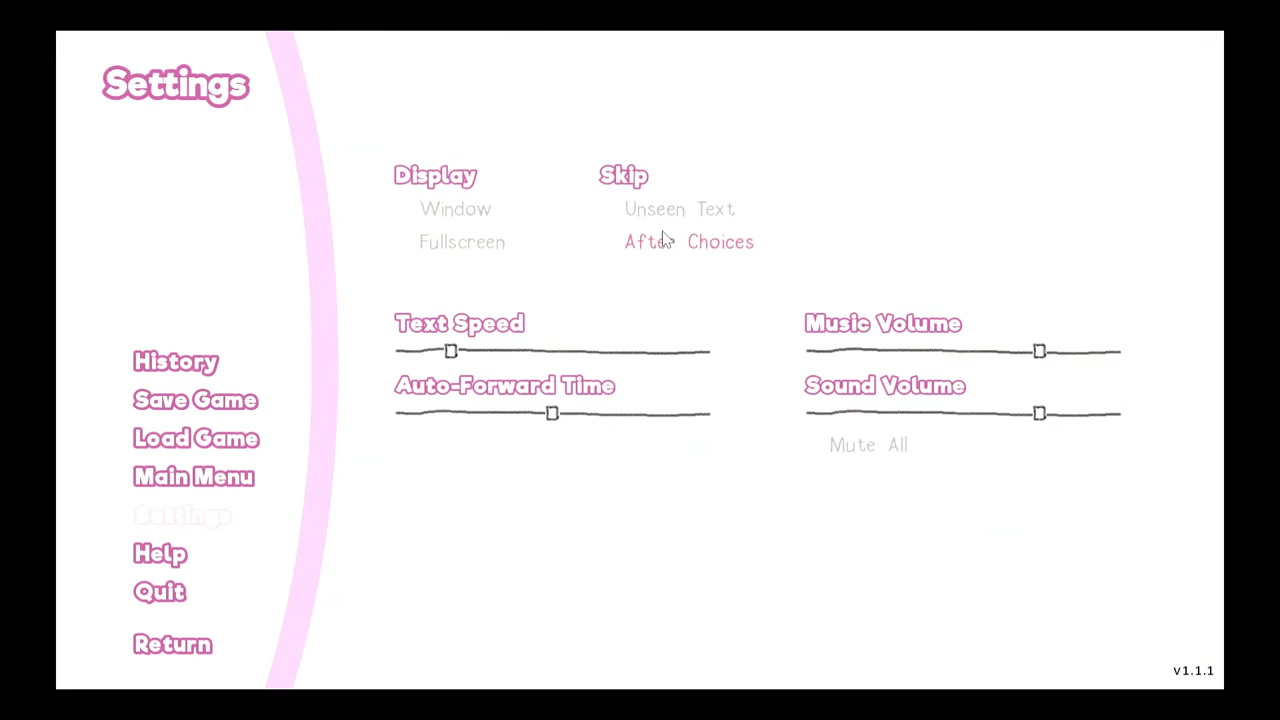 Settings
Display
Window
Fullscreen
Skip
Unseen Text
After Choices
Text Speed
Auto-Forward Time
Music Volume
Sound Volume
Mute All
History
Save Game
Load Game
Main Menu
Settings
Help
Quit
Return
v1.1.1